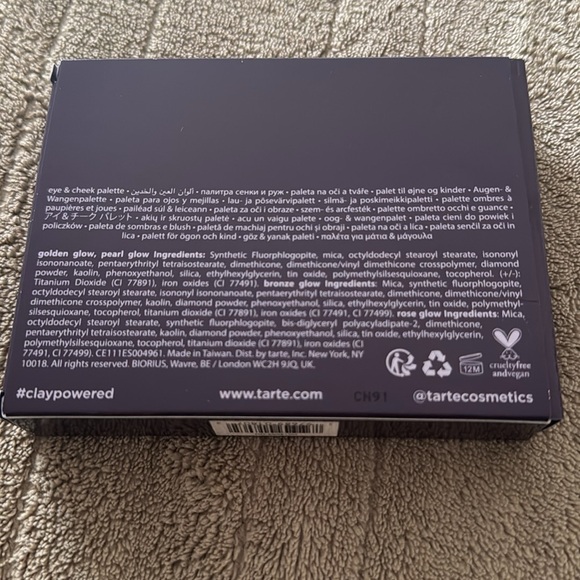 eye & cheek palette • ألوان العين والخدين • палитра сенки и руж • paleta na oči a tváře • palet til øjne og kinder • Augen- &
Wangenpalette • paleta para ojos y mejillas • lau- ja põsevärvipalett • silmä- ja poskimeikkipaletti • palette ombres à
paupières et joues • pailéad súl & leiceann • paleta za oči i obraze • szem- és arcfesték • palette ombretto occhi e guance •
アイ & チーク パレット • akių ir skruostų paletė • acu un vaigu palete • oog- & wangenpalet • paleta cieni do powiek i
policzków • paleta de sombras e blush • paletă de machiaj pentru ochi și obraji • paleta na oči a líca • paleta senčil za oči in
lica • palett för ögon och kind • göz & yanak paleti • παλέτα για μάτια & μάγουλα
golden glow, pearl glow Ingredients: Synthetic Fluorphlogopite, mica, octyldodecyl stearoyl stearate, isononyl
isononanoate, pentaerythrityl tetraisostearate, dimethicone, dimethicone/vinyl dimethicone crosspolymer, diamond
powder, kaolin, phenoxyethanol, silica, ethylhexylglycerin, tin oxide, polymethylsilsesquioxane, tocopherol. (+/-):
Titanium Dioxide (CI 77891), iron oxides (CI 77491). bronze glow Ingredients: Mica, synthetic fluorphlogopite,
octyldodecyl stearoyl stearate, isononyl isononanoate, pentaerythrityl tetraisostearate, dimethicone, dimethicone/vinyl
dimethicone crosspolymer, kaolin, diamond powder, phenoxyethanol, silica, ethylhexylglycerin, tin oxide, polymethyl-
silsesquioxane, tocopherol, titanium dioxide (CI 77891), iron oxides (CI 77491, CI 77499). rose glow Ingredients: Mica,
octyldodecyl stearoyl stearate, synthetic fluorphlogopite, bis-diglyceryl polyacyladipate-2, dimethicone,
pentaerythrityl tetraisostearate, kaolin, diamond powder, phenoxyethanol, silica, tin oxide, ethylhexylglycerin,
polymethylsilsesquioxane, tocopherol, titanium dioxide (CI 77891), iron oxides (CI
77491, CI 77499). CE111ES004961. Made in Taiwan. Dist. by tarte, Inc. New York, NY
10018. All rights reserved. BIORIUS, Wavre, BE / London WC2H 9JQ, UK.
12M
crueltyfree
andvegan
#claypowered www.tarte.com CH91 @tartecosmetics